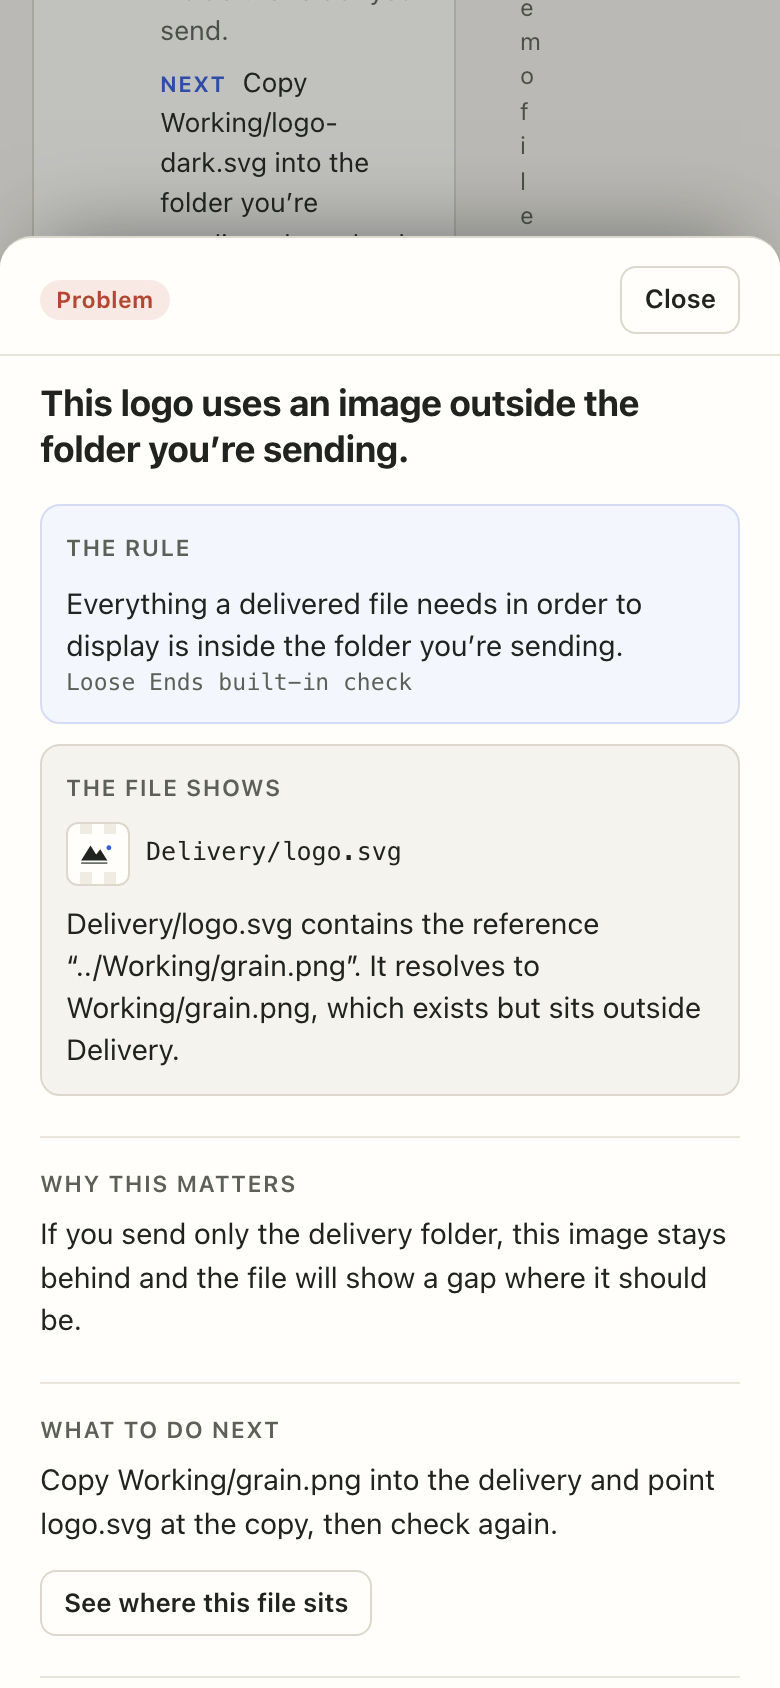 send.
NEXT Copy
Working/logo-
dark.svg into the
folder you’re
e
m
o
f
i
l
e
Problem
Close
This logo uses an image outside the
folder you’re sending.
THE RULE
Everything a delivered file needs in order to
display is inside the folder you’re sending.
Loose Ends built-in check
THE FILE SHOWS
Delivery/logo.svg
Delivery/logo.svg contains the reference
“../Working/grain.png”. It resolves to
Working/grain.png, which exists but sits outside
Delivery.
WHY THIS MATTERS
If you send only the delivery folder, this image stays
behind and the file will show a gap where it should
be.
WHAT TO DO NEXT
Copy Working/grain.png into the delivery and point
logo.svg at the copy, then check again.
See where this file sits